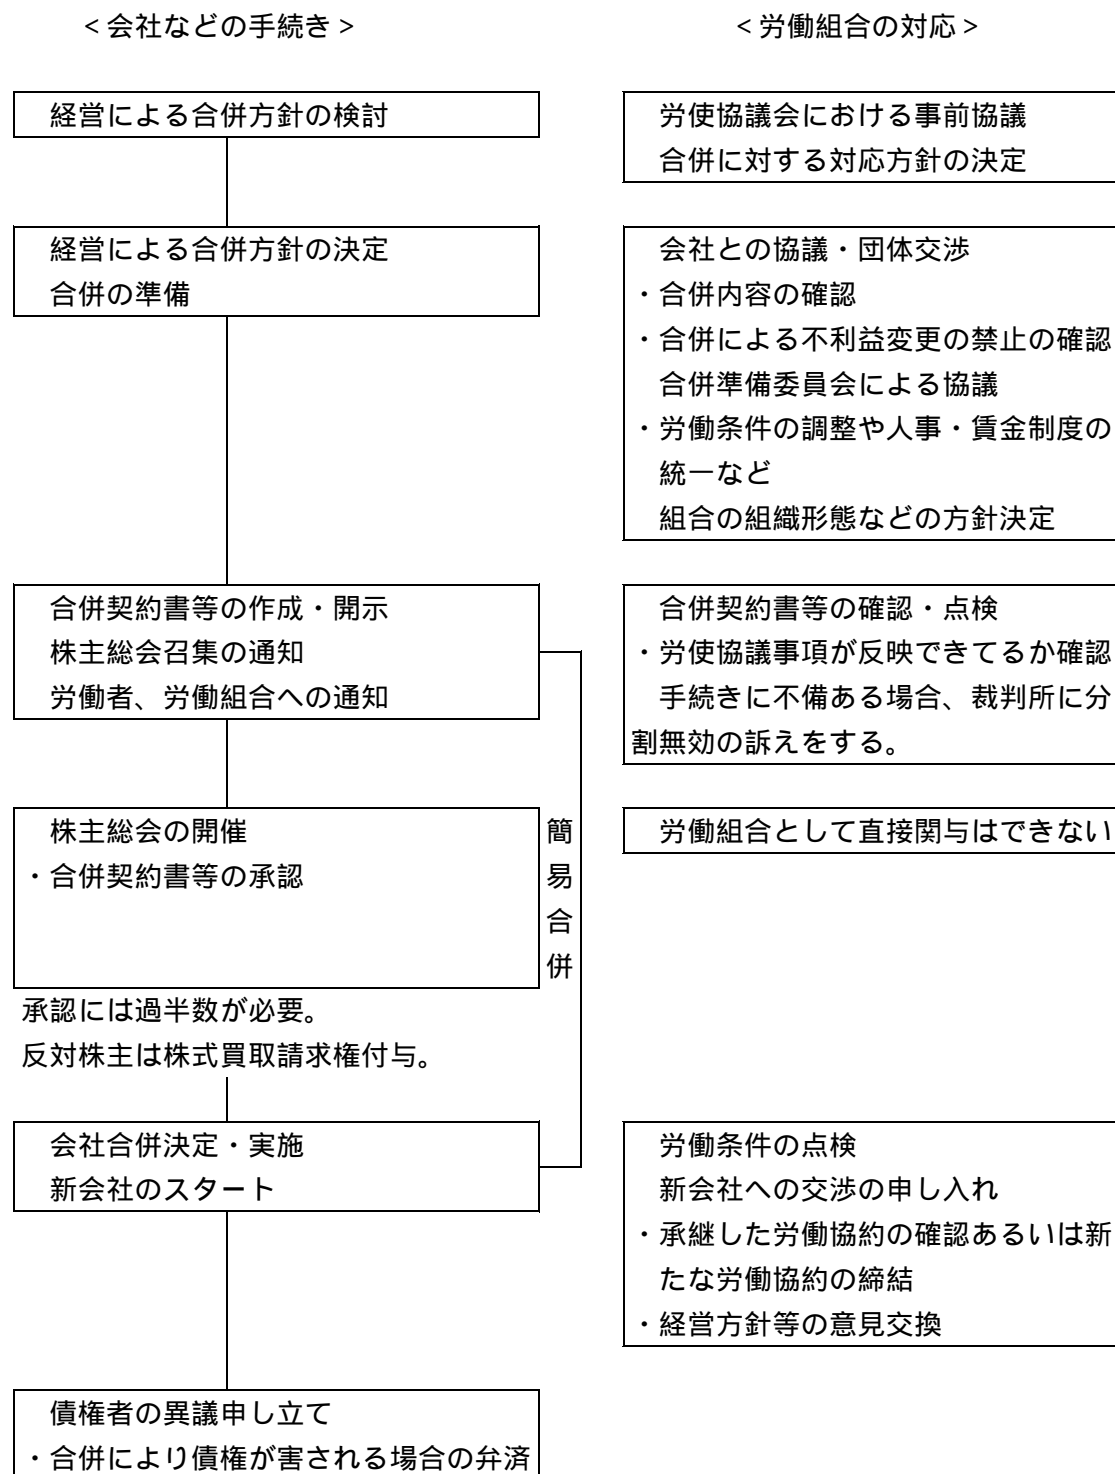 ＜会社などの手続き＞
＜労働組合の対応＞
経営による合併方針の検討
労使協議会における事前協議
合併に対する対応方針の決定
経営による合併方針の決定
合併の準備
会社との協議・団体交渉
・合併内容の確認
・合併による不利益変更の禁止の確認
合併準備委員会による協議
・労働条件の調整や人事・賃金制度の
統一など
組合の組織形態などの方針決定
合併契約書等の作成・開示
株主総会召集の通知
労働者、労働組合への通知
合併契約書等の確認・点検
・労使協議事項が反映できてるか確認
手続きに不備ある場合、裁判所に分
割無効の訴えをする。
株主総会の開催
・合併契約書等の承認
簡易合併
労働組合として直接関与はできない
承認には過半数が必要。
反対株主は株式買取請求権付与。
会社合併決定・実施
新会社のスタート
労働条件の点検
新会社への交渉の申し入れ
・承継した労働協約の確認あるいは新
たな労働協約の締結
・経営方針等の意見交換
債権者の異議申し立て
・合併により債権が害される場合の弁済